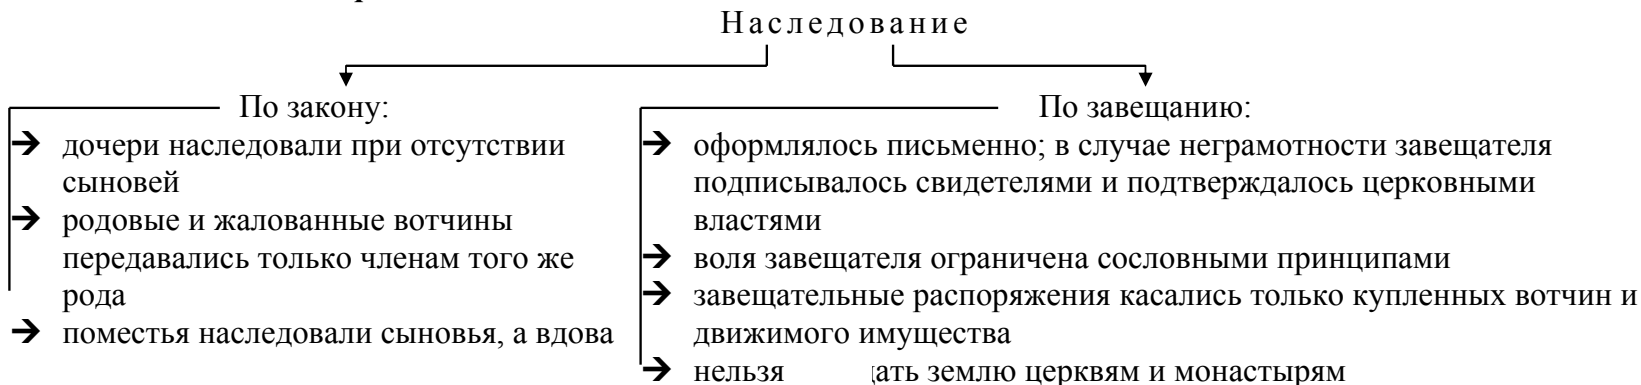 Наследование
По закону:
дочери наследовали при отсутствии
сыновей
родовые и жалованные вотчины
передавались только членам того же
рода
поместья наследовали сыновья, а вдова
По завещанию:
оформлялось письменно; в случае неграмотности завещателя
подписывалось свидетелями и подтверждалось церковными
властями
воля завещателя ограничена сословными принципами
завещательные распоряжения касались только купленных вотчин и
движимого имущества
нельзя землю церквям и монастырям